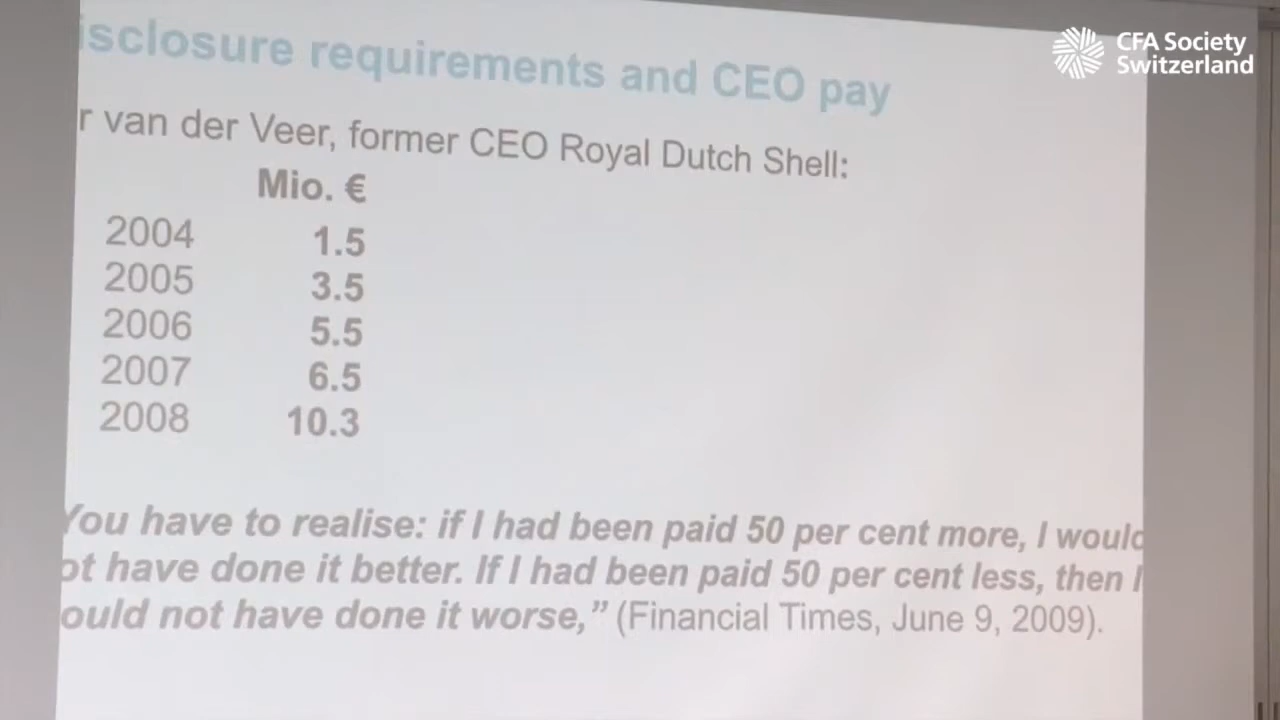 isclosure requirements and CEO pay
CFA Society
Switzerland
r van der Veer, former CEO Royal Dutch Shell:
Mio. €
2004 1.5
2005 3.5
2006 5.5
2007 6.5
2008 10.3
You have to realise: if I had been paid 50 per cent more, I would
ot have done it better. If I had been paid 50 per cent less, then I
ould not have done it worse,” (Financial Times, June 9, 2009).